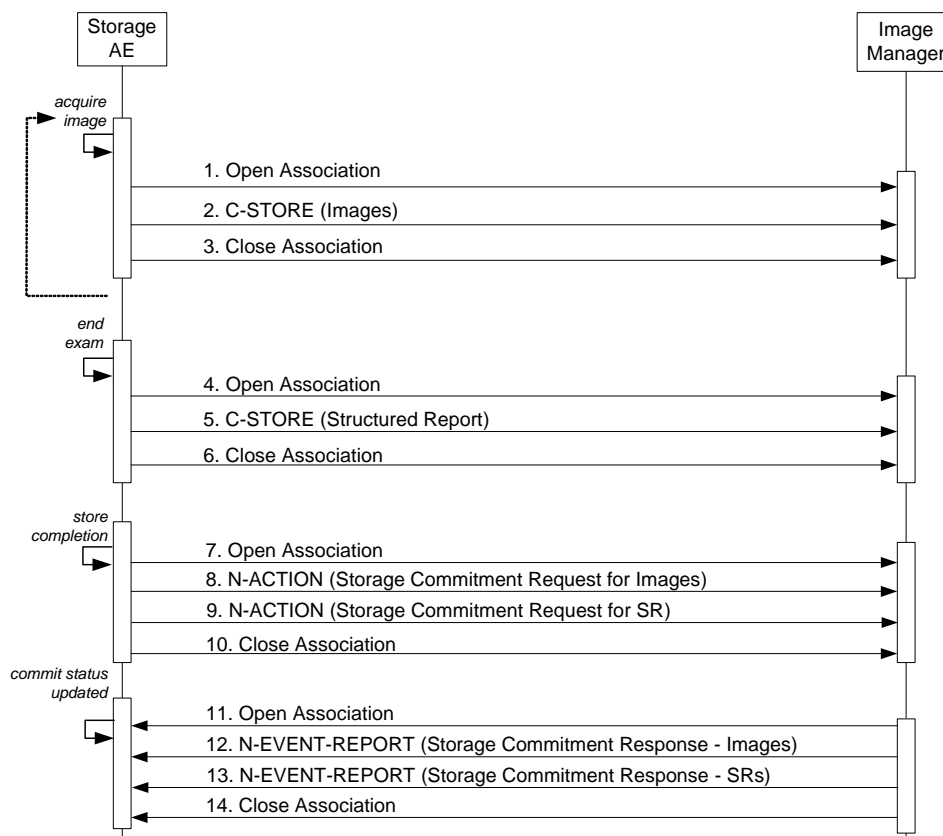 Storage
AE
Image
Manager
acquire
image
1. Open Association
2. C-STORE (Images)
3. Close Association
end
exam
4. Open Association
5. C-STORE (Structured Report)
6. Close Association
store
completion
7. Open Association
8. N-ACTION (Storage Commitment Request for Images)
9. N-ACTION (Storage Commitment Request for SR)
10. Close Association
commit status
updated
11. Open Association
12. N-EVENT-REPORT (Storage Commitment Response - Images)
13. N-EVENT-REPORT (Storage Commitment Response - SRs)
14. Close Association